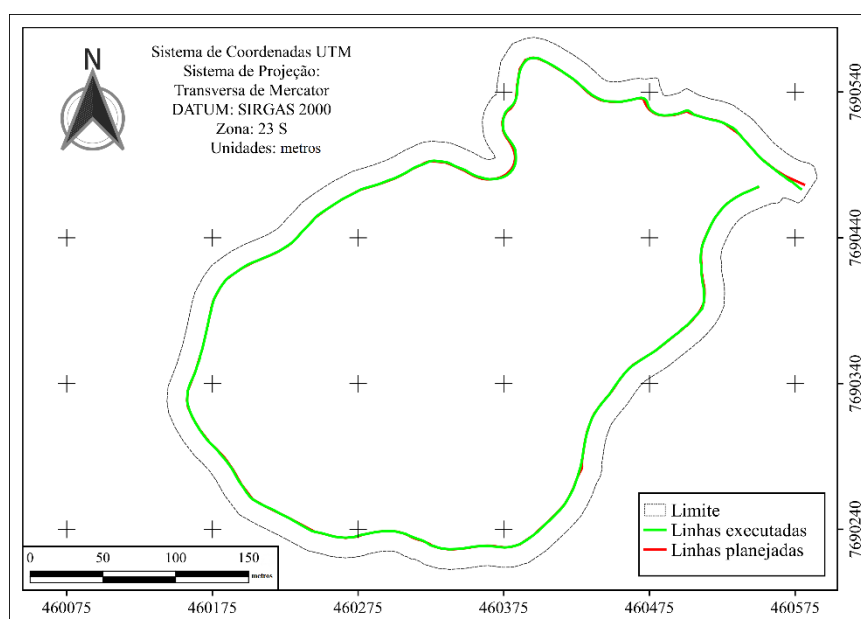 N
Sistema de Coordenadas UTM
Sistema de Projeção:
Transversa de Mercator
DATUM: SIRGAS 2000
Zona: 23 S
Unidades: metros
7690540
7690440
7690340
7690240
Limite
Linhas executadas
Linhas planejadas
0 50 100 150
metros
460075 460175 460275 460375 460475 460575